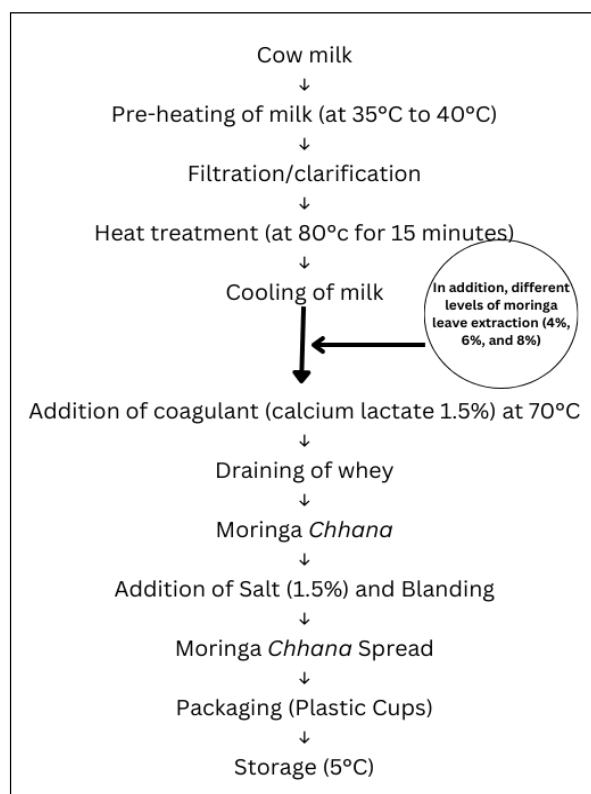 Cow milk
↓
Pre-heating of milk (at 35°C to 40°C)
↓
Filtration/clarification
↓
Heat treatment (at 80°c for 15 minutes)
↓
Cooling of milk
In addition, different
levels of moringa
leave extraction (4%,
6%, and 8%)
Addition of coagulant (calcium lactate 1.5%) at 70°C
↓
Draining of whey
↓
Moringa Chhana
↓
Addition of Salt (1.5%) and Blanding
↓
Moringa Chhana Spread
↓
Packaging (Plastic Cups)
↓
Storage (5°C)